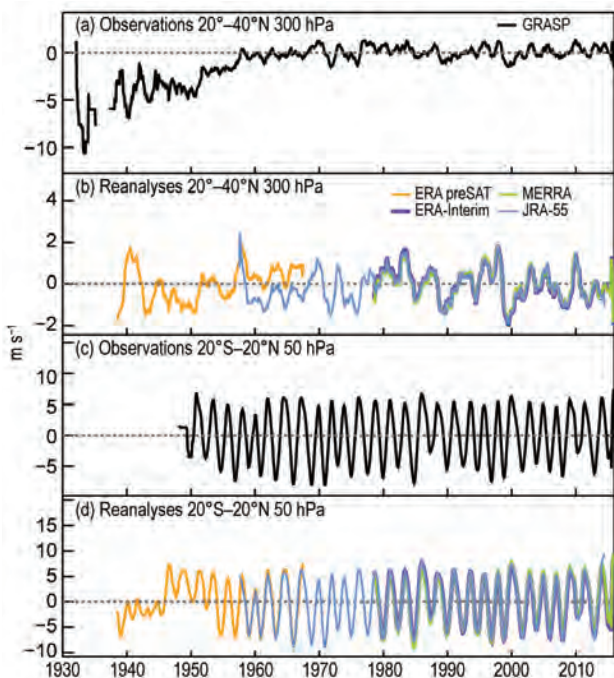 (a) Observations 20°–40°N 300 hPa
GRASP
0
−5
−10
(b) Reanalyses 20°–40°N 300 hPa
ERA preSAT
MERRA
ERA-Interim
JRA-55
4
2
0
−2
m s⁻¹
(c) Observations 20°S–20°N 50 hPa
15
10
5
0
−5
(d) Reanalyses 20°S–20°N 50 hPa
15
10
5
0
−5
−10
1930 1940 1950 1960 1970 1980 1990 2000 2010